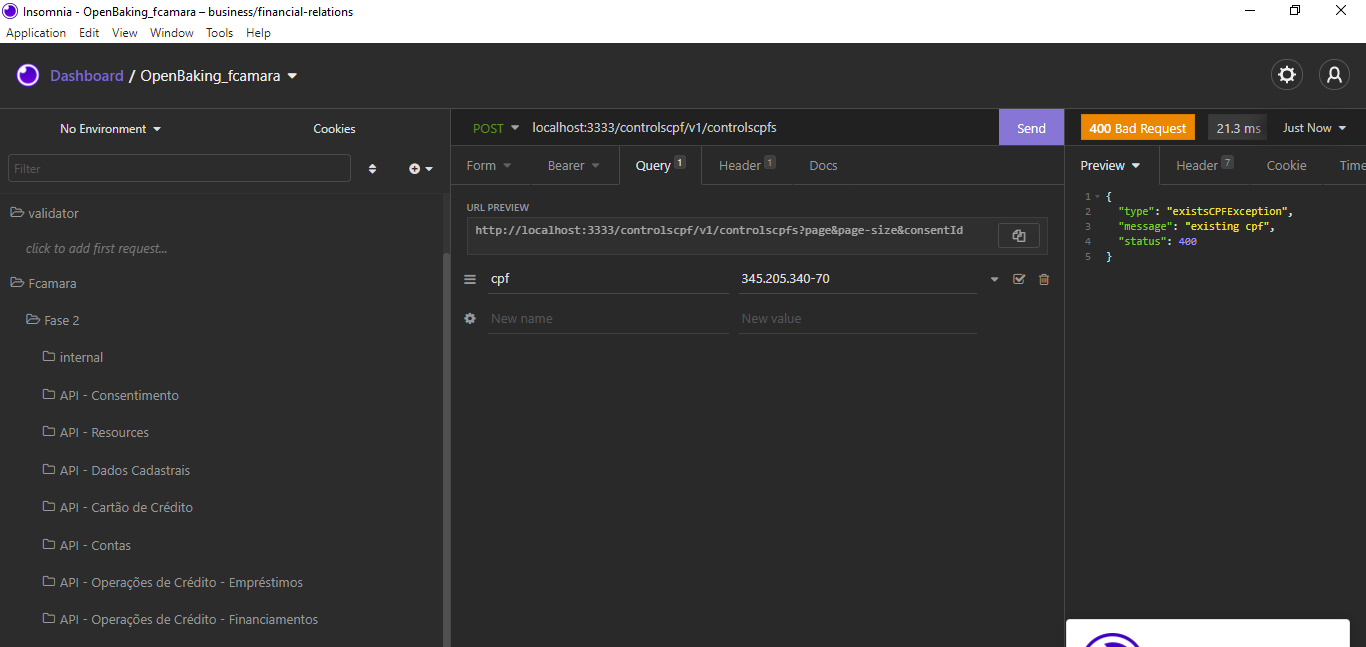 Insomnia - OpenBaking_fcamara – business/financial-relations
Application Edit View Window Tools Help
Dashboard / OpenBaking_fcamara
No Environment Cookies
Filter
validator
click to add first request...
Fcamara
Fase 2
internal
API - Consentimento
API - Resources
API - Dados Cadastrais
API - Cartão de Crédito
API - Contas
API - Operações de Crédito - Empréstimos
API - Operações de Crédito - Financiamentos
POST localhost:3333/controlscpf/v1/controlscpfs Send
Form Bearer Query 1 Header 1 Docs
URL PREVIEW
http://localhost:3333/controlscpf/v1/controlscpfs?page&page-size&consentId
cpf 345.205.340-70
New name New value
400 Bad Request 21.3 ms Just Now
Preview Header 7 Cookie Time
1 {
2 "type": "existsCPFException",
3 "message": "existing cpf",
4 "status": 400
5 }